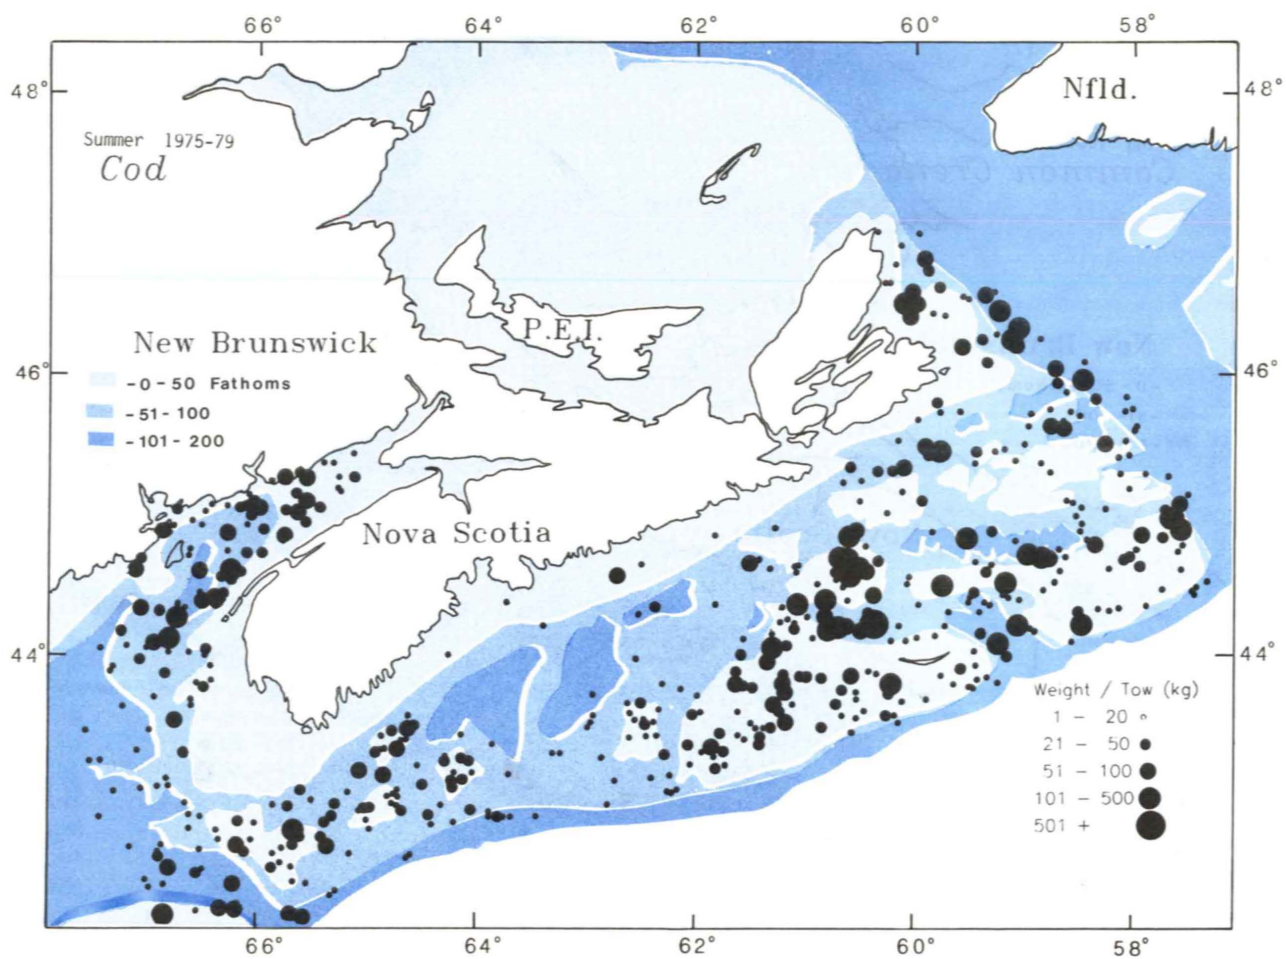 66° 64° 62° 60° 58°
48° 48°
Nfld.
Summer 1975-79
Cod
P.E.I.
New Brunswick
-0-50 Fathoms
46° 46°
-51-100
-101-200
Nova Scotia
44° 44°
Weight / Tow (kg)
1 - 20
21 - 50
51 - 100
101 - 500
501 +
66° 64° 62° 60° 58°